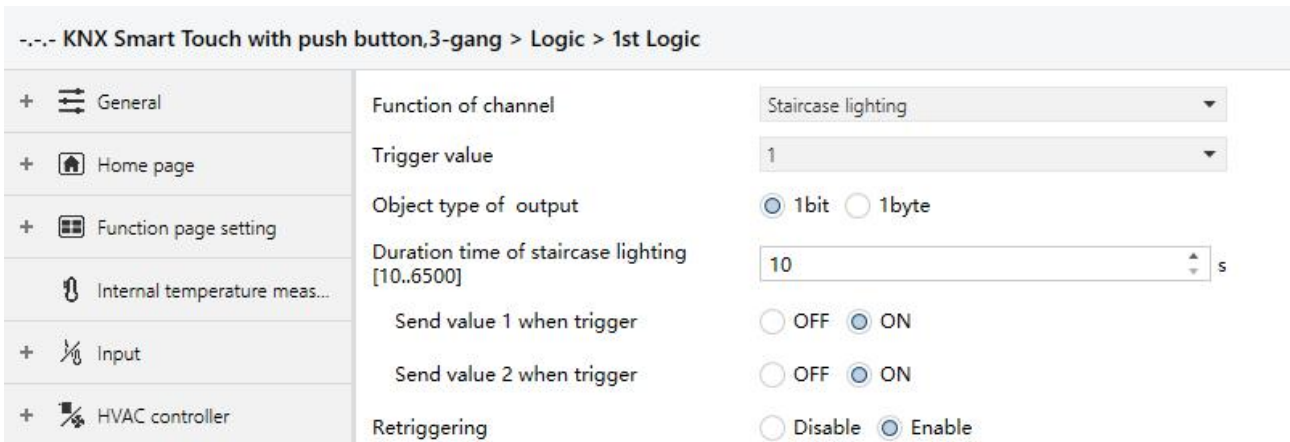 -.-.- KNX Smart Touch with push button,3-gang > Logic > 1st Logic
+ General
+ Home page
+ Function page setting
Internal temperature meas...
+ Input
+ HVAC controller
Function of channel Staircase lighting
Trigger value 1
Object type of output 1bit 1byte
Duration time of staircase lighting
[10..6500] 10 s
Send value 1 when trigger OFF ON
Send value 2 when trigger OFF ON
Retriggering Disable Enable